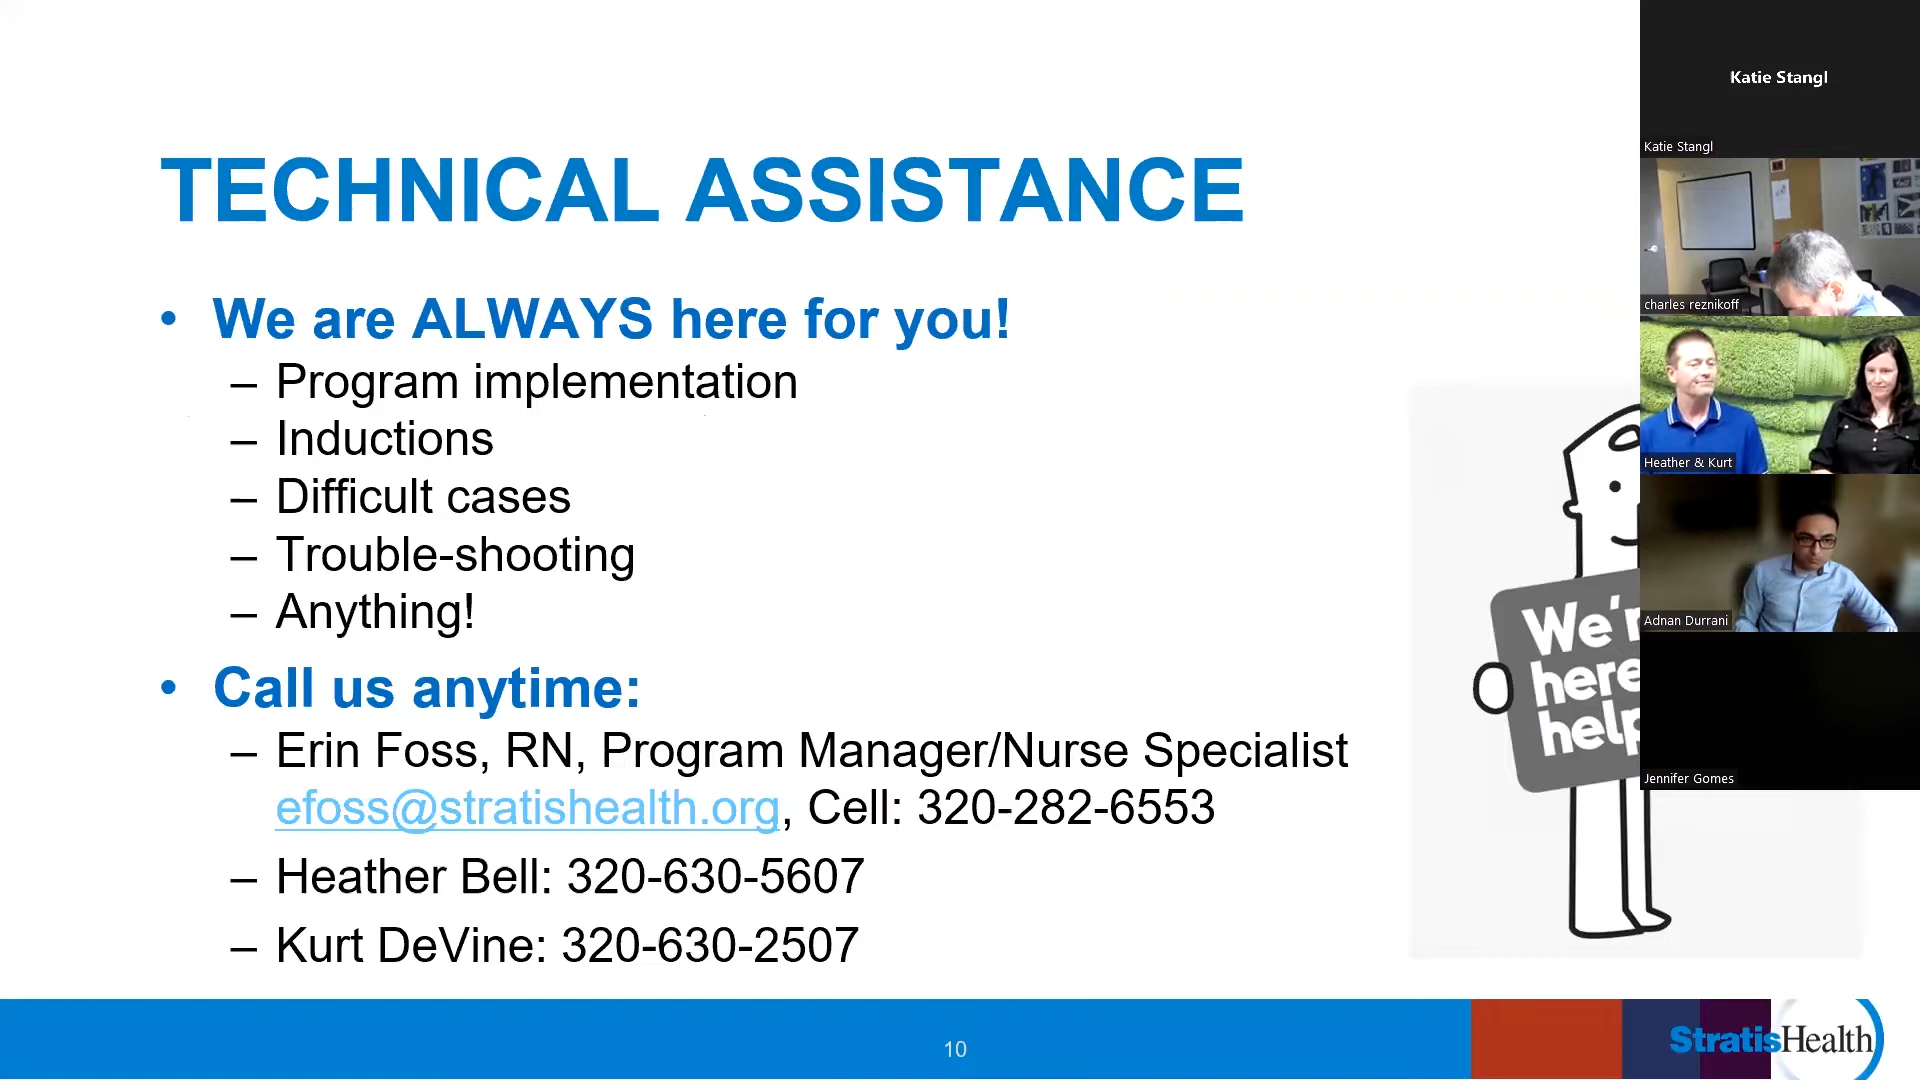 TECHNICAL ASSISTANCE
• We are ALWAYS here for you!
– Program implementation
– Inductions
– Difficult cases
– Trouble-shooting
– Anything!
• Call us anytime:
– Erin Foss, RN, Program Manager/Nurse Specialist
efoss@stratishealth.org, Cell: 320-282-6553
– Heather Bell: 320-630-5607
– Kurt DeVine: 320-630-2507
We'r
here
help
10
StratisHealth
Katie Stangl
Katie Stangl
charles reznikoff
Heather & Kurt
Adnan Durrani
Jennifer Gomes